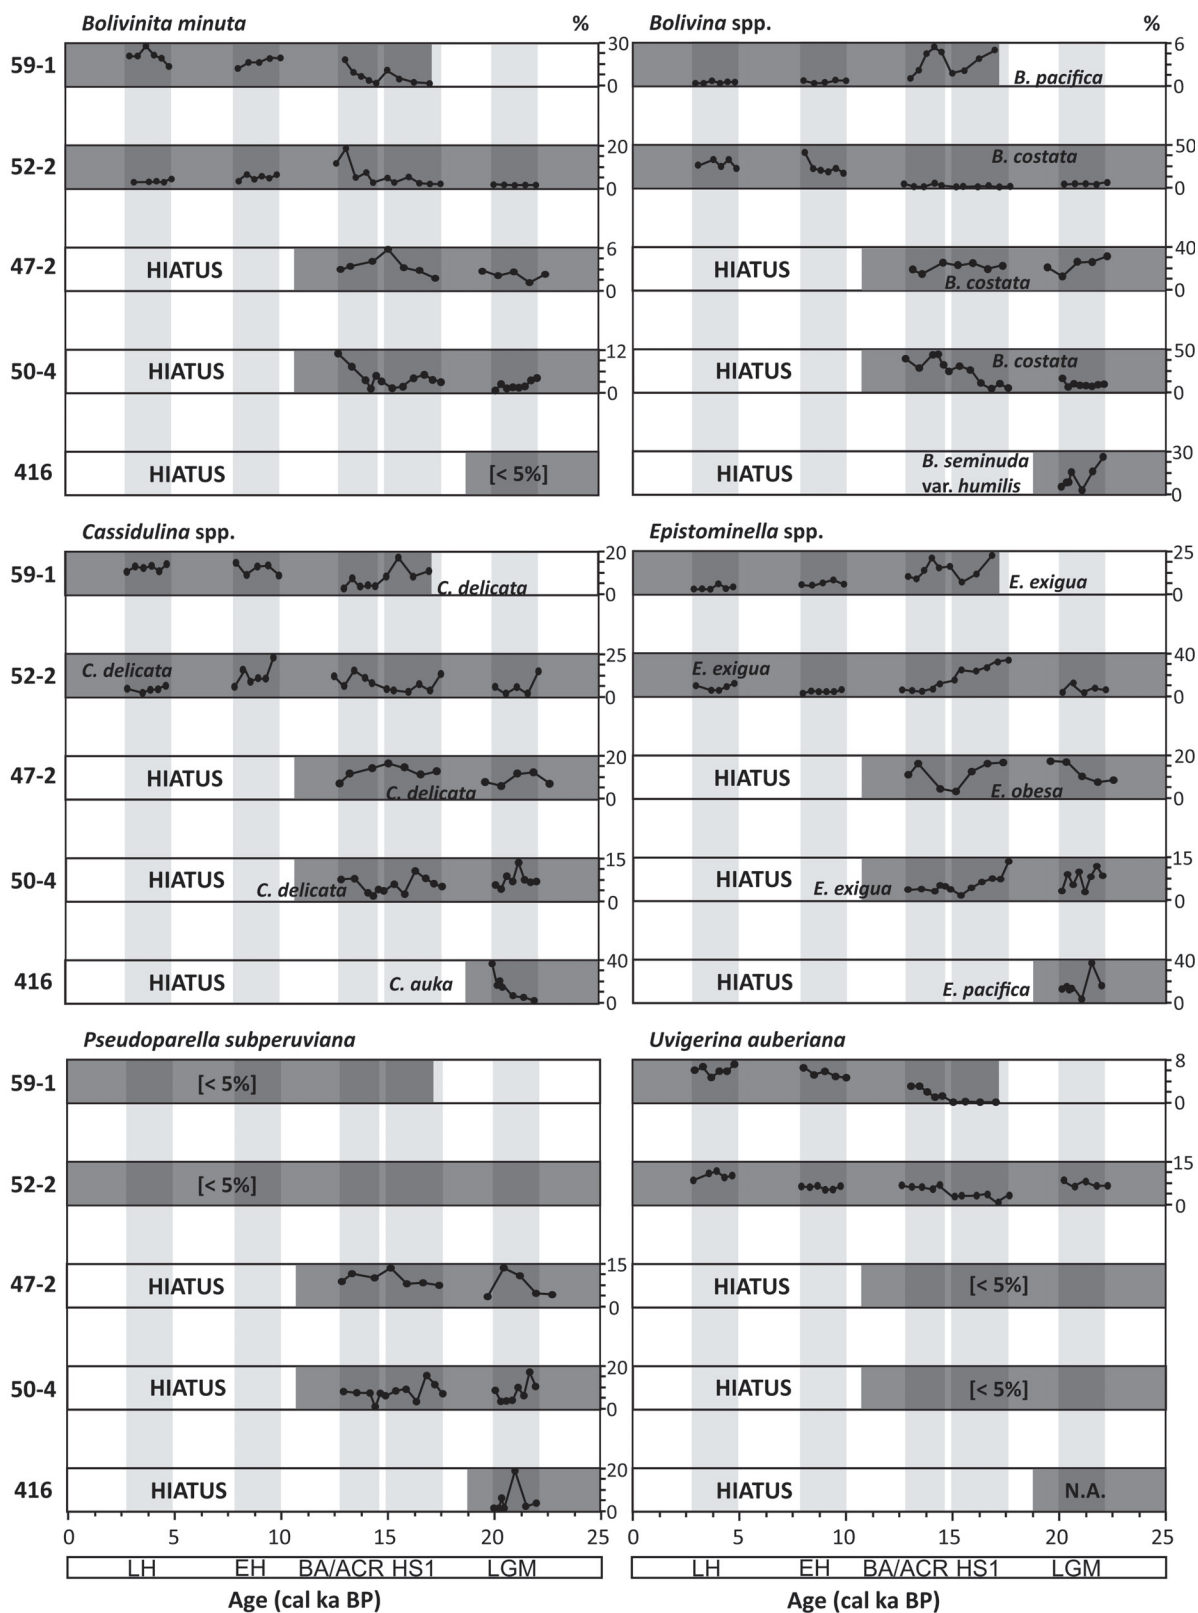 Bolivinita minuta %
59-1 30
0
52-2 20
0
47-2 HIATUS 6
0
50-4 HIATUS 12
0
416 HIATUS [< 5%]
Bolivina spp. %
6
B. pacifica 0
B. costata 50
0
HIATUS 40
B. costata 0
HIATUS B. costata 50
0
HIATUS B. seminuda 30
var. humilis 0
Cassidulina spp.
59-1 20
C. delicata 0
52-2 C. delicata 25
0
47-2 HIATUS 20
C. delicata 0
50-4 HIATUS 15
C. delicata 0
416 HIATUS C. auka 40
0
Epistominella spp.
25
E. exigua 0
E. exigua 40
0
HIATUS 20
E. obesa 0
HIATUS 15
E. exigua 0
HIATUS 40
E. pacifica 0
Pseudoparella subperuviana
59-1 [< 5%]
52-2 [< 5%]
47-2 HIATUS 15
0
50-4 HIATUS 20
0
416 HIATUS 20
0
0 5 10 15 20 25
LH EH BA/ACR HS1 LGM
Age (cal ka BP)
Uvigerina auberiana
8
0
15
0
HIATUS [< 5%]
HIATUS [< 5%]
HIATUS N.A.
0 5 10 15 20 25
LH EH BA/ACR HS1 LGM
Age (cal ka BP)